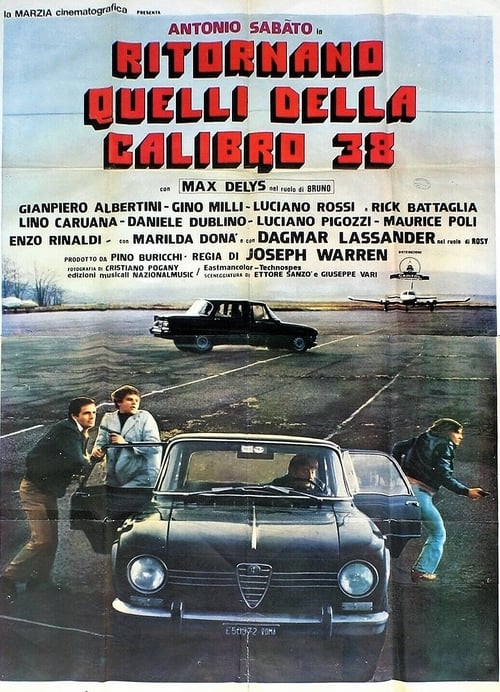 la MARZIA cinematografica PRESENTA
ANTONIO SABÀTO in
RITORNANO
QUELLI DELLA
CALIBRO 38
con MAX DELYS nel ruolo di BRUNO
GIANPIERO ALBERTINI - GINO MILLI - LUCIANO ROSSI . RICK BATTAGLIA
LINO CARUANA - DANIELE DUBLINO - LUCIANO PIGOZZI - MAURICE POLI
ENZO RINALDI - con MARILDA DONA' e con DAGMAR LASSANDER nel ruolo di ROSY
PRODOTTO DA PINO BURICCHI - REGIA DI JOSEPH WARREN
FOTOGRAFIA DI CRISTIANO POGANY / Eastmancolor - Technospes
edizioni musicali NAZIONALMUSIC / SCENEGGIATURA DI ETTORE SANZO' e GIUSEPPE VARI
DISTRIBUZIONE
ROMA